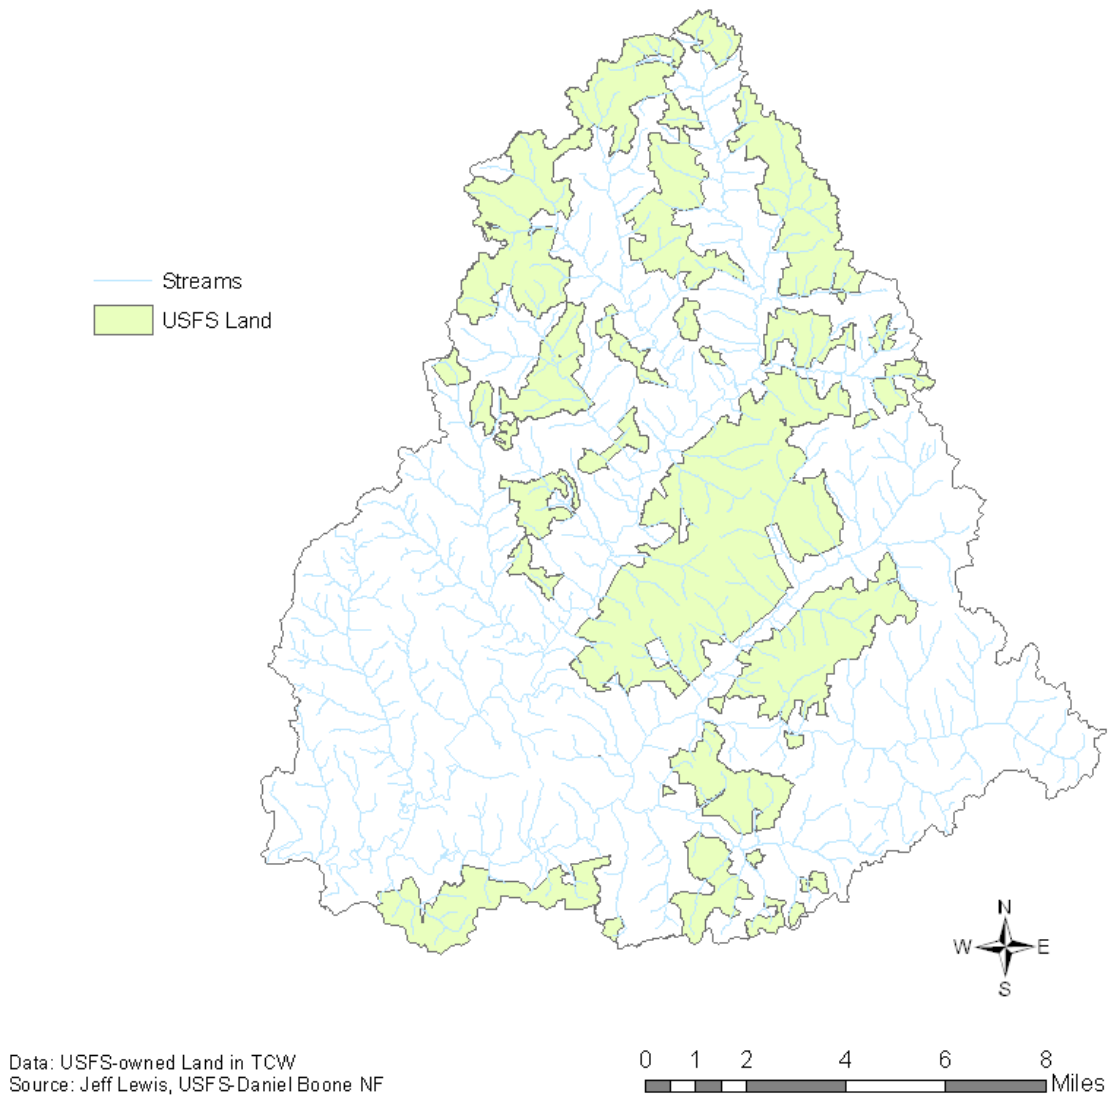 Streams
USFS Land
N
W E
S
Data: USFS-owned Land in TCW
Source: Jeff Lewis, USFS-Daniel Boone NF
0 1 2 4 6 8
Miles